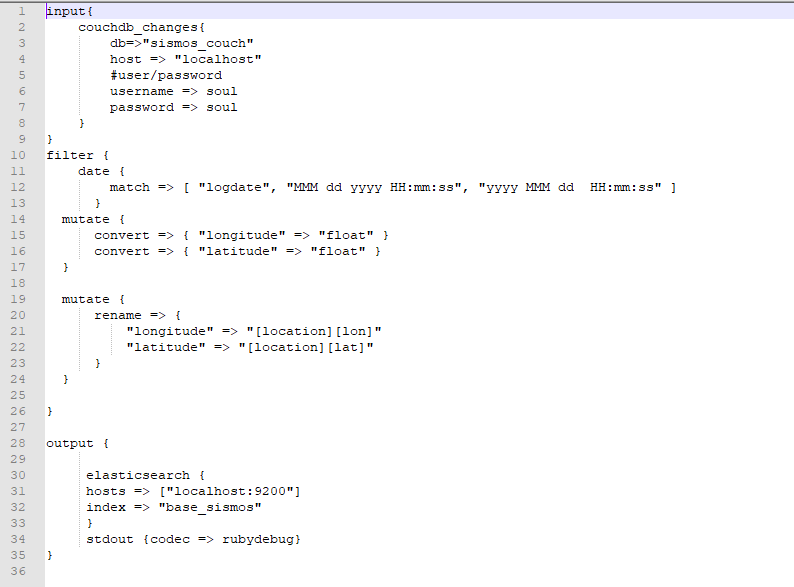 1 input{
2     couchdb_changes{
3         db=>"sismos_couch"
4         host => "localhost"
5         #user/password
6         username => soul
7         password => soul
8     }
9 }
10 filter {
11     date {
12         match => [ "logdate", "MMM dd yyyy HH:mm:ss", "yyyy MMM dd  HH:mm:ss" ]
13       }
14   mutate {
15       convert => { "longitude" => "float" }
16       convert => { "latitude" => "float" }
17   }
18
19   mutate {
20       rename => {
21           "longitude" => "[location][lon]"
22           "latitude" => "[location][lat]"
23       }
24   }
25
26 }
27
28 output {
29
30      elasticsearch {
31      hosts => ["localhost:9200"]
32      index => "base_sismos"
33      }
34      stdout {codec => rubydebug}
35 }
36